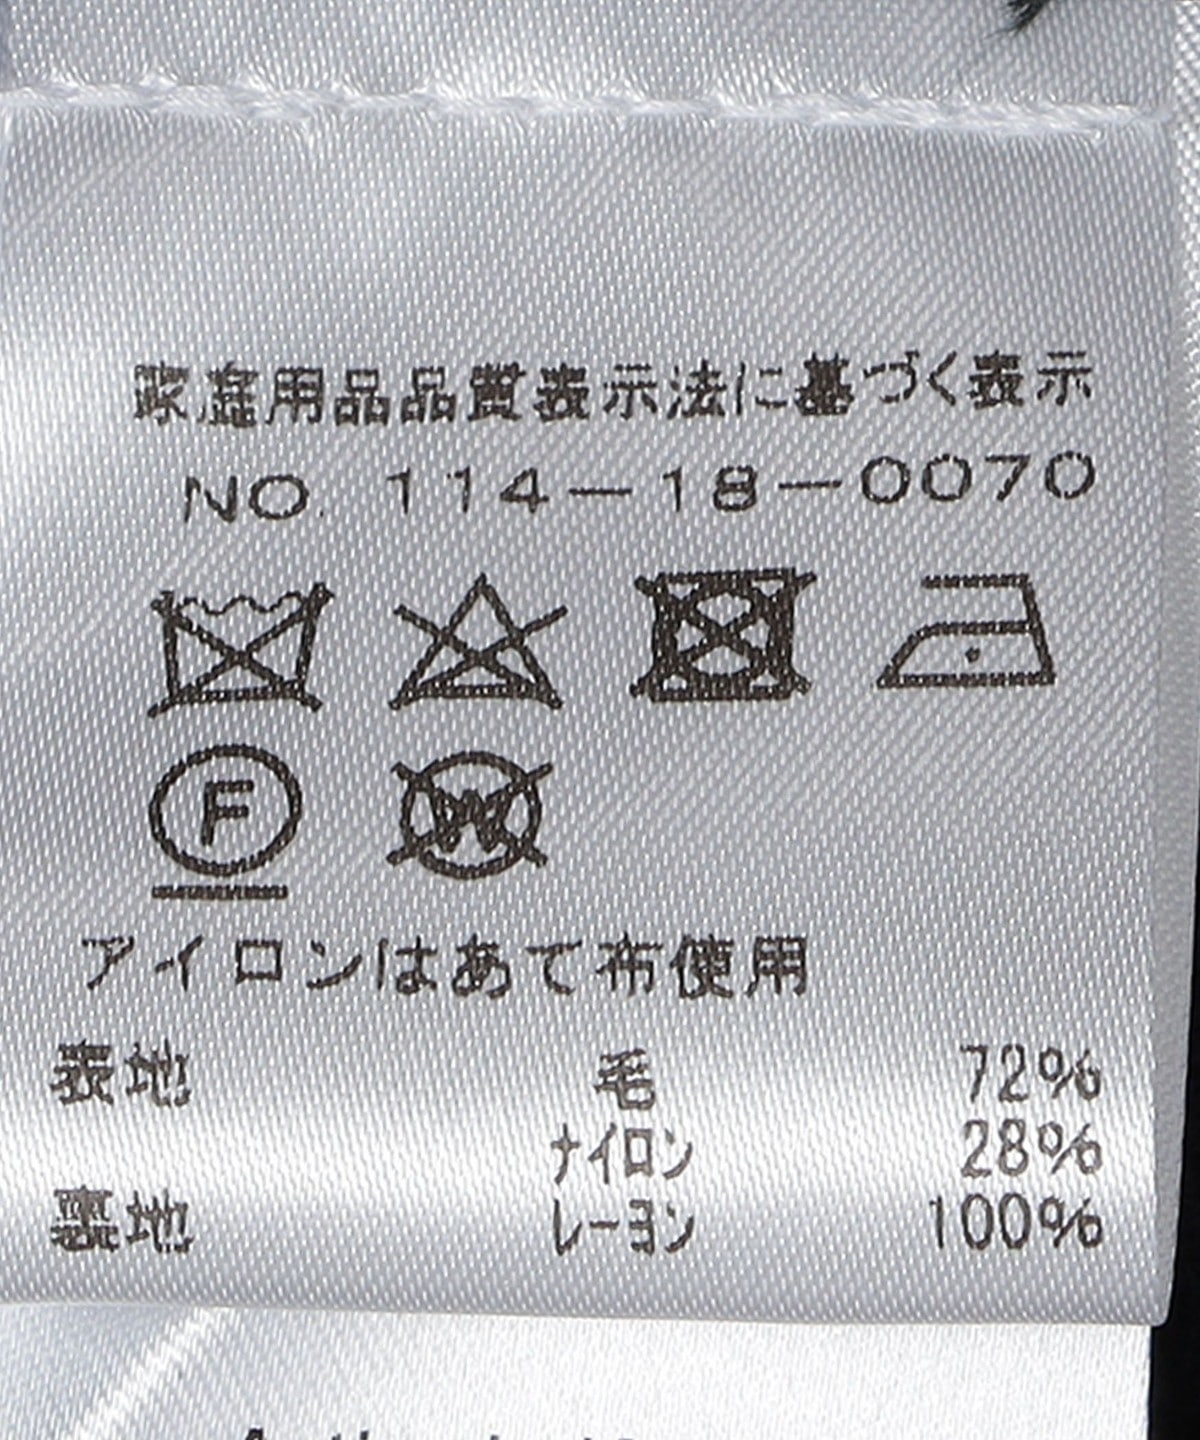 家庭用品品質表示法に基づく表示
NO. 114-18-0070
F W
アイロンはあて布使用
表地 毛 72%
ナイロン 28%
裏地 レーヨン 100%